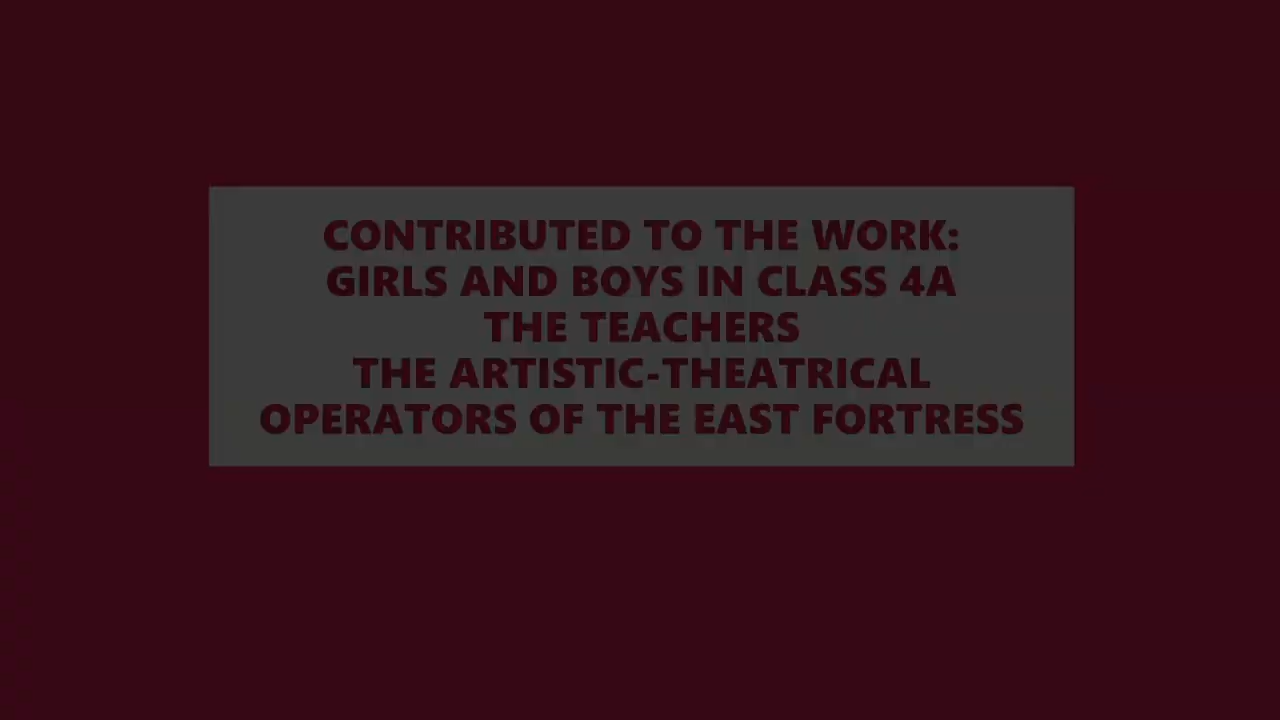 CONTRIBUTED TO THE WORK:
GIRLS AND BOYS IN CLASS 4A
THE TEACHERS
THE ARTISTIC-THEATRICAL
OPERATORS OF THE EAST FORTRESS